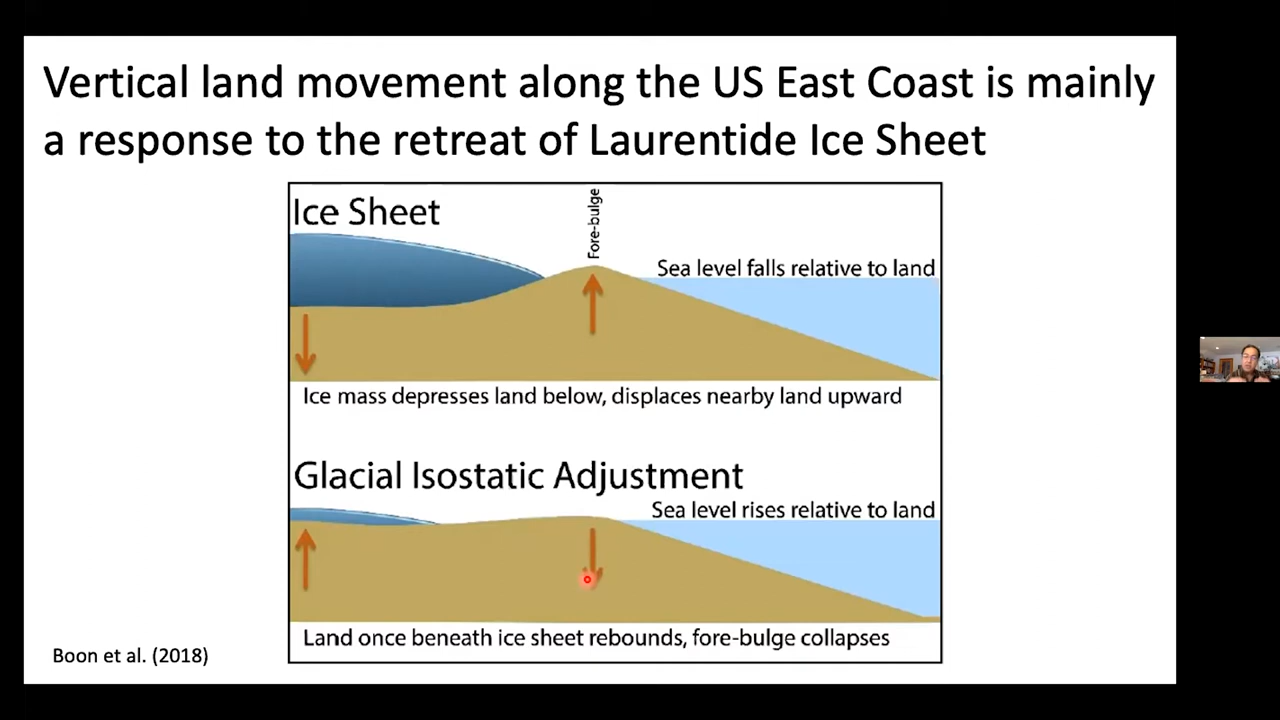 Vertical land movement along the US East Coast is mainly
a response to the retreat of Laurentide Ice Sheet
Ice Sheet
Fore-bulge
Sea level falls relative to land
Ice mass depresses land below, displaces nearby land upward
Glacial Isostatic Adjustment
Sea level rises relative to land
Land once beneath ice sheet rebounds, fore-bulge collapses
Boon et al. (2018)